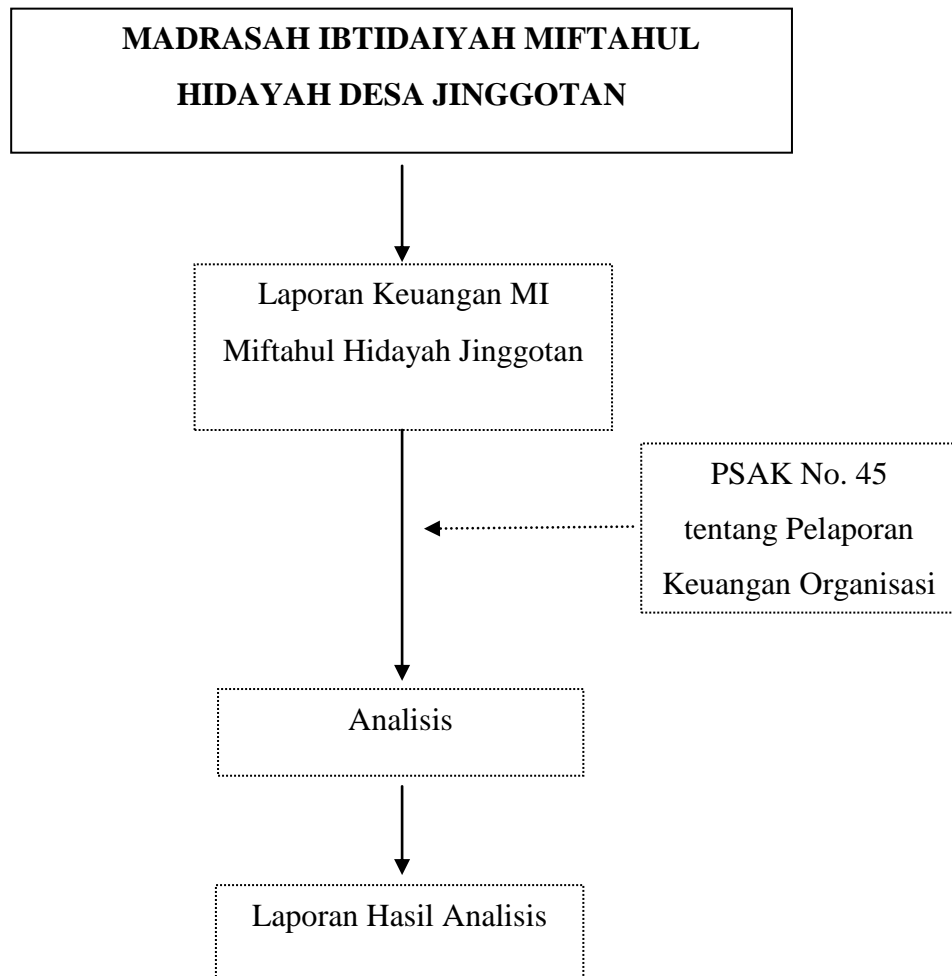 MADRASAH IBTIDAIYAH MIFTAHUL
HIDAYAH DESA JINGGOTAN
Laporan Keuangan MI
Miftahul Hidayah Jinggotan
PSAK No. 45
tentang Pelaporan
Keuangan Organisasi
Analisis
Laporan Hasil Analisis